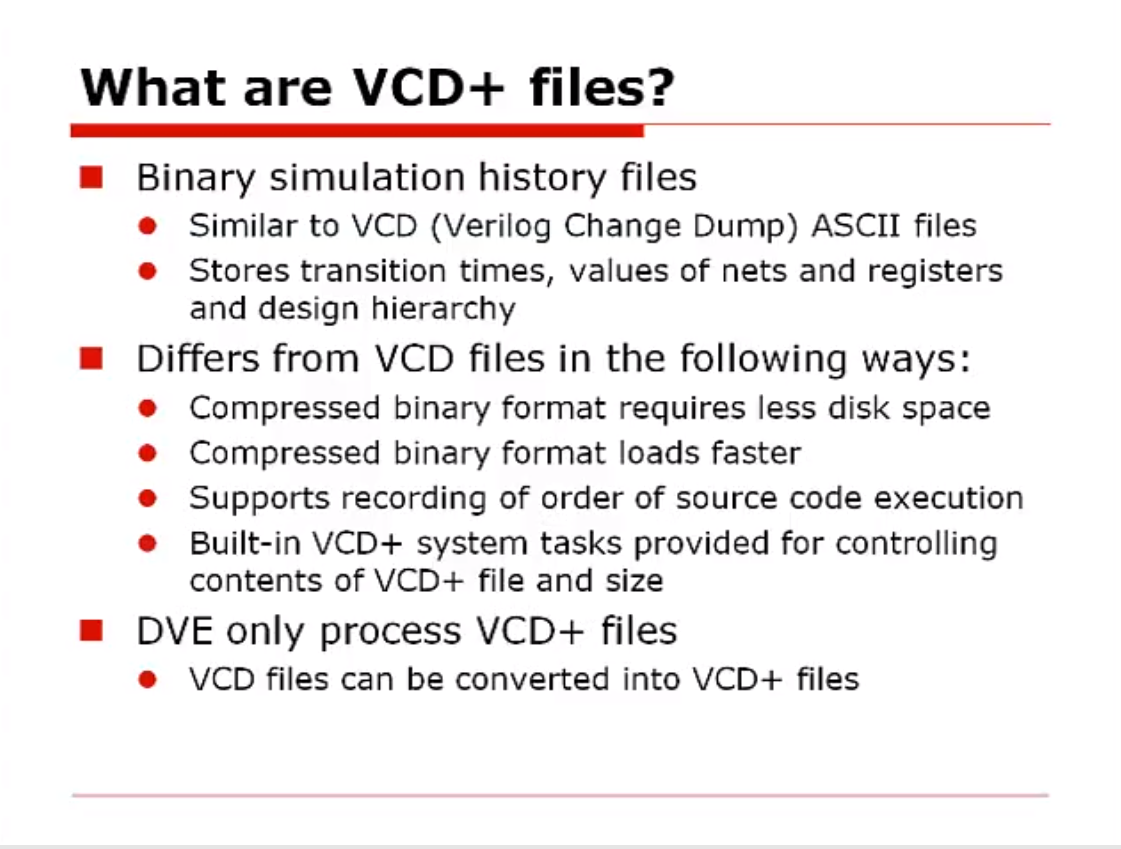 What are VCD+ files?
Binary simulation history files
Similar to VCD (Verilog Change Dump) ASCII files
Stores transition times, values of nets and registers
and design hierarchy
Differs from VCD files in the following ways:
Compressed binary format requires less disk space
Compressed binary format loads faster
Supports recording of order of source code execution
Built-in VCD+ system tasks provided for controlling
contents of VCD+ file and size
DVE only process VCD+ files
VCD files can be converted into VCD+ files